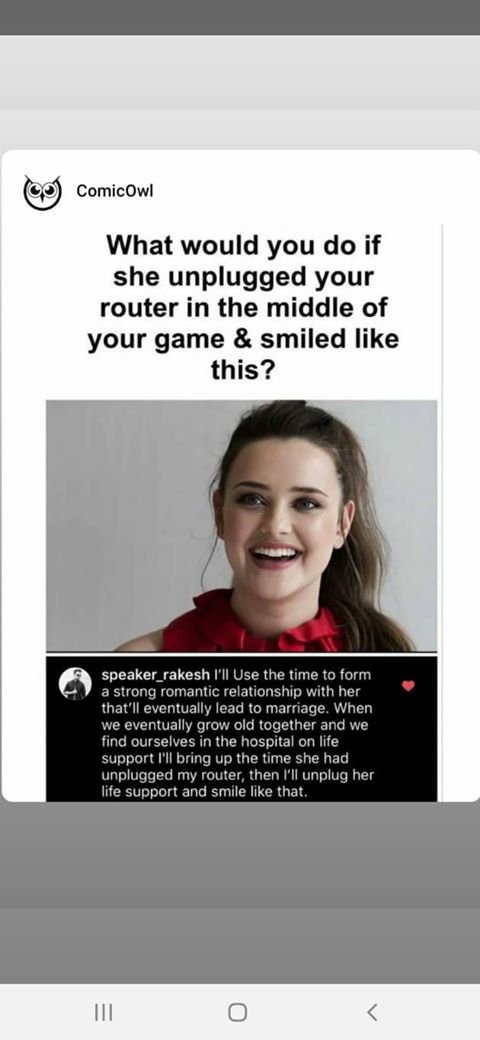 ComicOwl
What would you do if
she unplugged your
router in the middle of
your game & smiled like
this?
speaker_rakesh I'll Use the time to form
a strong romantic relationship with her
that'll eventually lead to marriage. When
we eventually grow old together and we
find ourselves in the hospital on life
support I'll bring up the time she had
unplugged my router, then I'll unplug her
life support and smile like that.